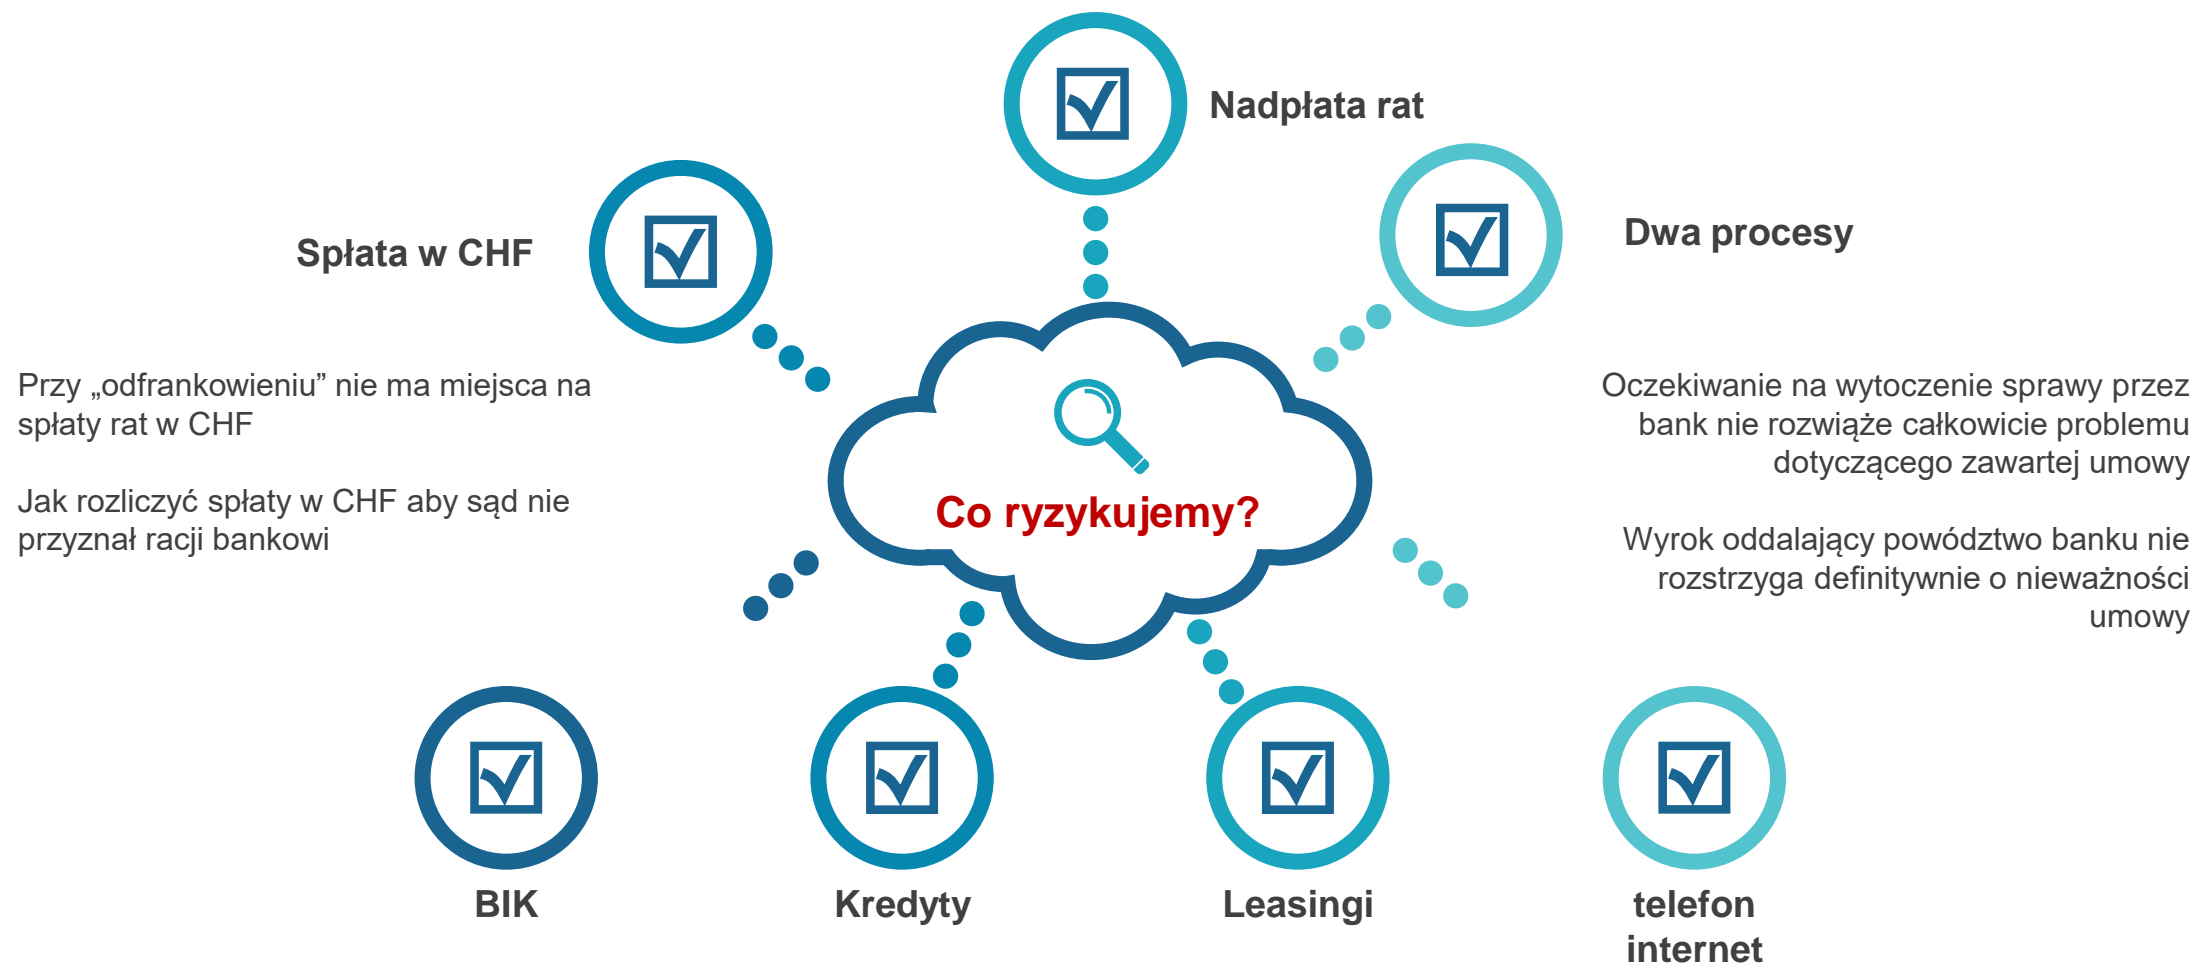 Nadpłata rat
Spłata w CHF
Dwa procesy
Przy „odfrankowieniu” nie ma miejsca na
spłaty rat w CHF
Jak rozliczyć spłaty w CHF aby sąd nie
przyznał racji bankowi
Co ryzykujemy?
Oczekiwanie na wytoczenie sprawy przez
bank nie rozwiąże całkowicie problemu
dotyczącego zawartej umowy
Wyrok oddalający powództwo banku nie
rozstrzyga definitywnie o nieważności
umowy
BIK
Kredyty
Leasingi
telefon
internet